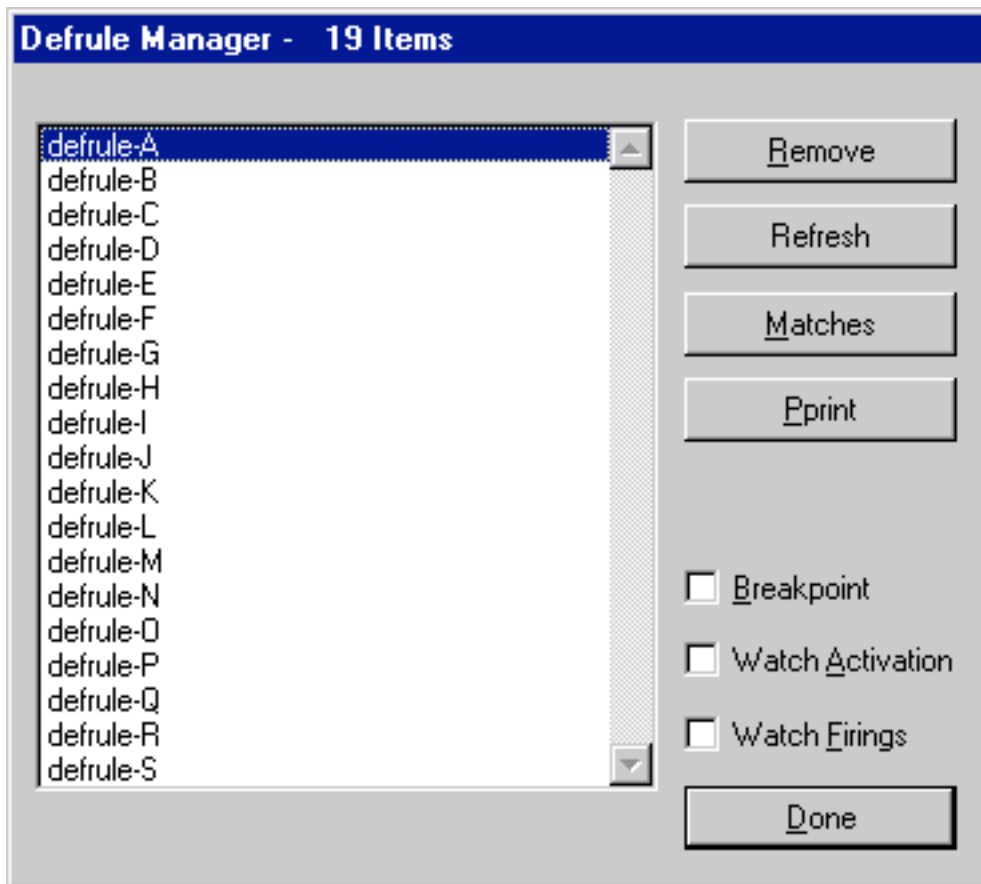 Defrule Manager -   19 Items
defrule-A
defrule-B
defrule-C
defrule-D
defrule-E
defrule-F
defrule-G
defrule-H
defrule-I
defrule-J
defrule-K
defrule-L
defrule-M
defrule-N
defrule-O
defrule-P
defrule-Q
defrule-R
defrule-S
Remove
Refresh
Matches
Pprint
Breakpoint
Watch Activation
Watch Firings
Done